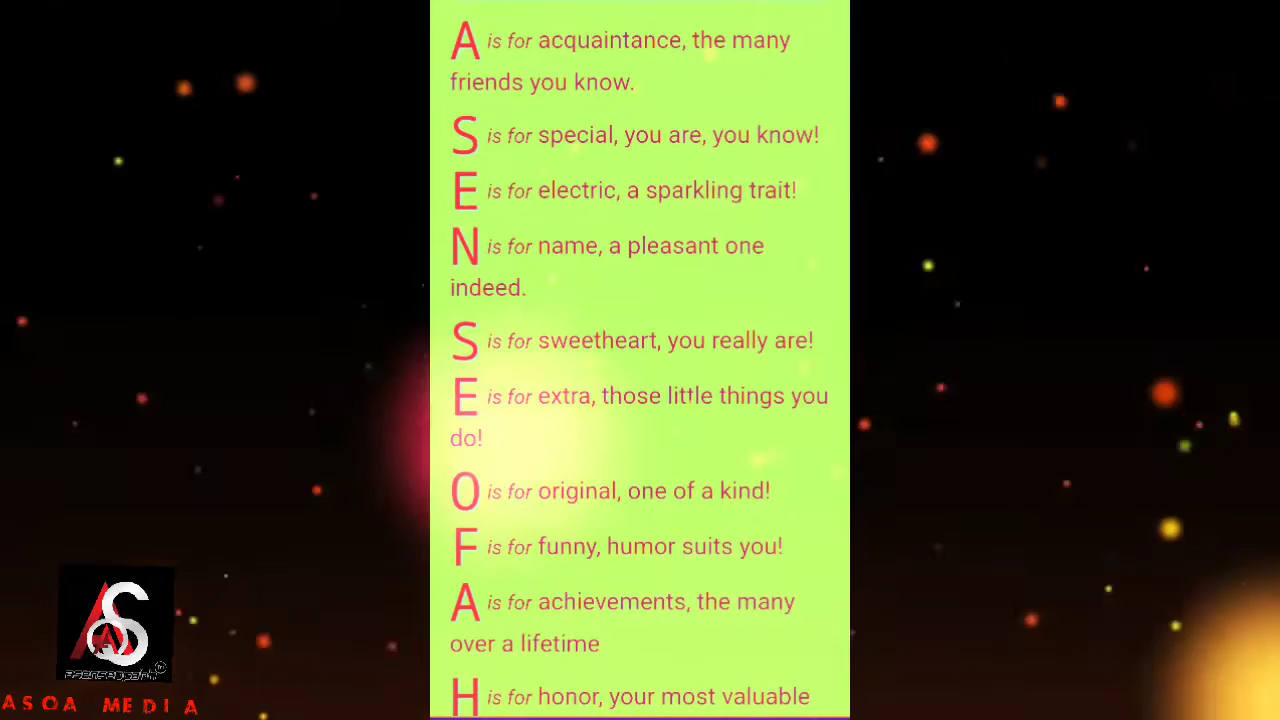 A is for acquaintance, the many
friends you know.
S is for special, you are, you know!
E is for electric, a sparkling trait!
N is for name, a pleasant one
indeed.
S is for sweetheart, you really are!
E is for extra, those little things you
do!
O is for original, one of a kind!
F is for funny, humor suits you!
A is for achievements, the many
over a lifetime
H is for honor, your most valuable
ASOA MEDIA